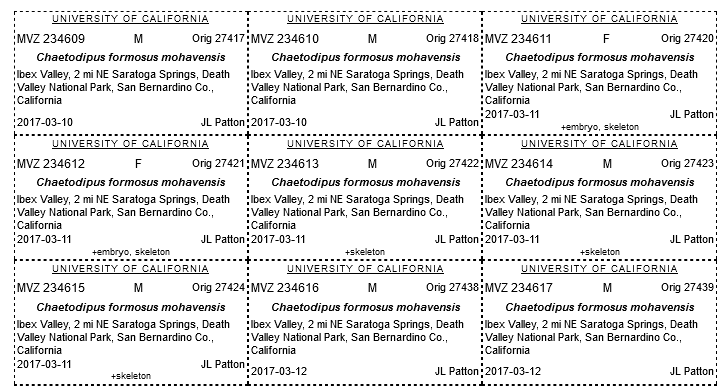 UNIVERSITY OF CALIFORNIA
MVZ 234609 M Orig 27417
Chaetodipus formosus mohavensis
Ibex Valley, 2 mi NE Saratoga Springs, Death
Valley National Park, San Bernardino Co.,
California
2017-03-10 JL Patton
UNIVERSITY OF CALIFORNIA
MVZ 234610 M Orig 27418
Chaetodipus formosus mohavensis
Ibex Valley, 2 mi NE Saratoga Springs, Death
Valley National Park, San Bernardino Co.,
California
2017-03-10 JL Patton
UNIVERSITY OF CALIFORNIA
MVZ 234611 F Orig 27420
Chaetodipus formosus mohavensis
Ibex Valley, 2 mi NE Saratoga Springs, Death
Valley National Park, San Bernardino Co.,
California
2017-03-11 JL Patton
+embryo, skeleton
UNIVERSITY OF CALIFORNIA
MVZ 234612 F Orig 27421
Chaetodipus formosus mohavensis
Ibex Valley, 2 mi NE Saratoga Springs, Death
Valley National Park, San Bernardino Co.,
California
2017-03-11 JL Patton
+embryo, skeleton
UNIVERSITY OF CALIFORNIA
MVZ 234613 M Orig 27422
Chaetodipus formosus mohavensis
Ibex Valley, 2 mi NE Saratoga Springs, Death
Valley National Park, San Bernardino Co.,
California
2017-03-11 JL Patton
+skeleton
UNIVERSITY OF CALIFORNIA
MVZ 234614 M Orig 27423
Chaetodipus formosus mohavensis
Ibex Valley, 2 mi NE Saratoga Springs, Death
Valley National Park, San Bernardino Co.,
California
2017-03-11 JL Patton
+skeleton
UNIVERSITY OF CALIFORNIA
MVZ 234615 M Orig 27424
Chaetodipus formosus mohavensis
Ibex Valley, 2 mi NE Saratoga Springs, Death
Valley National Park, San Bernardino Co.,
California
2017-03-11 JL Patton
+skeleton
UNIVERSITY OF CALIFORNIA
MVZ 234616 M Orig 27438
Chaetodipus formosus mohavensis
Ibex Valley, 2 mi NE Saratoga Springs, Death
Valley National Park, San Bernardino Co.,
California
2017-03-12 JL Patton
UNIVERSITY OF CALIFORNIA
MVZ 234617 M Orig 27439
Chaetodipus formosus mohavensis
Ibex Valley, 2 mi NE Saratoga Springs, Death
Valley National Park, San Bernardino Co.,
California
2017-03-12 JL Patton